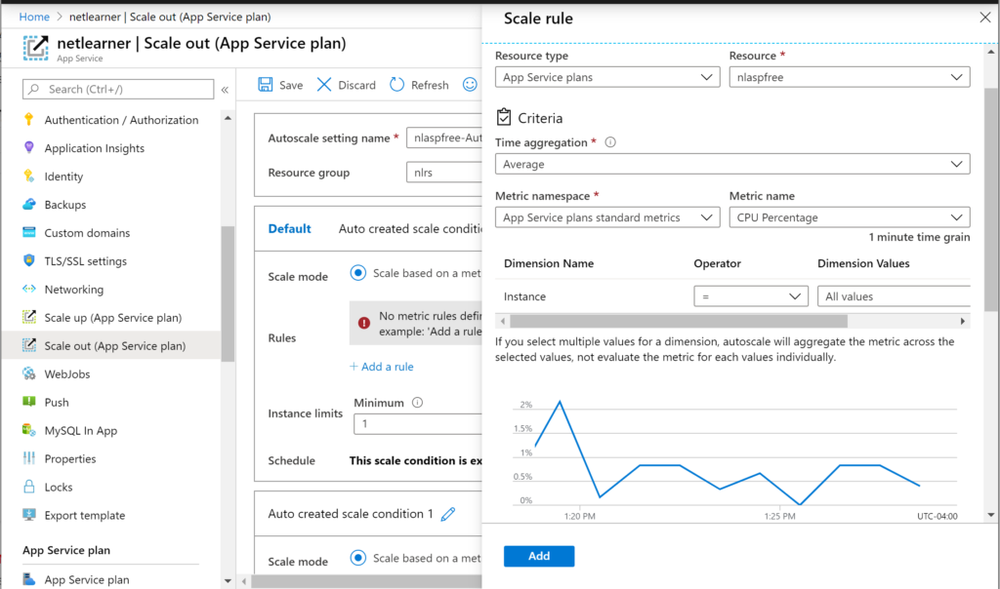 Home > netlearner | Scale out (App Service plan)
netlearner | Scale out (App Service plan)
App Service
Search (Ctrl+/)
«
Authentication / Authorization
Application Insights
Identity
Backups
Custom domains
TLS/SSL settings
Networking
Scale up (App Service plan)
Scale out (App Service plan)
WebJobs
Push
MySQL In App
Properties
Locks
Export template
App Service plan
App Service plan
Save Discard Refresh
Autoscale setting name * nlaspfree-Aut
Resource group nlrs
Default Auto created scale conditi
Scale mode Scale based on a met
Rules
No metric rules defin
example: 'Add a rule
+ Add a rule
Instance limits
Minimum
1
Schedule This scale condition is ex
Auto created scale condition 1
Scale mode Scale based on a met
Scale rule
Resource type Resource *
App Service plans nlaspfree
Criteria
Time aggregation *
Average
Metric namespace * Metric name
App Service plans standard metrics CPU Percentage
1 minute time grain
Dimension Name Operator Dimension Values
Instance = All values
If you select multiple values for a dimension, autoscale will aggregate the metric across the
selected values, not evaluate the metric for each values individually.
2%
1.5%
1%
0.5%
0%
1:20 PM 1:25 PM UTC-04:00
Add